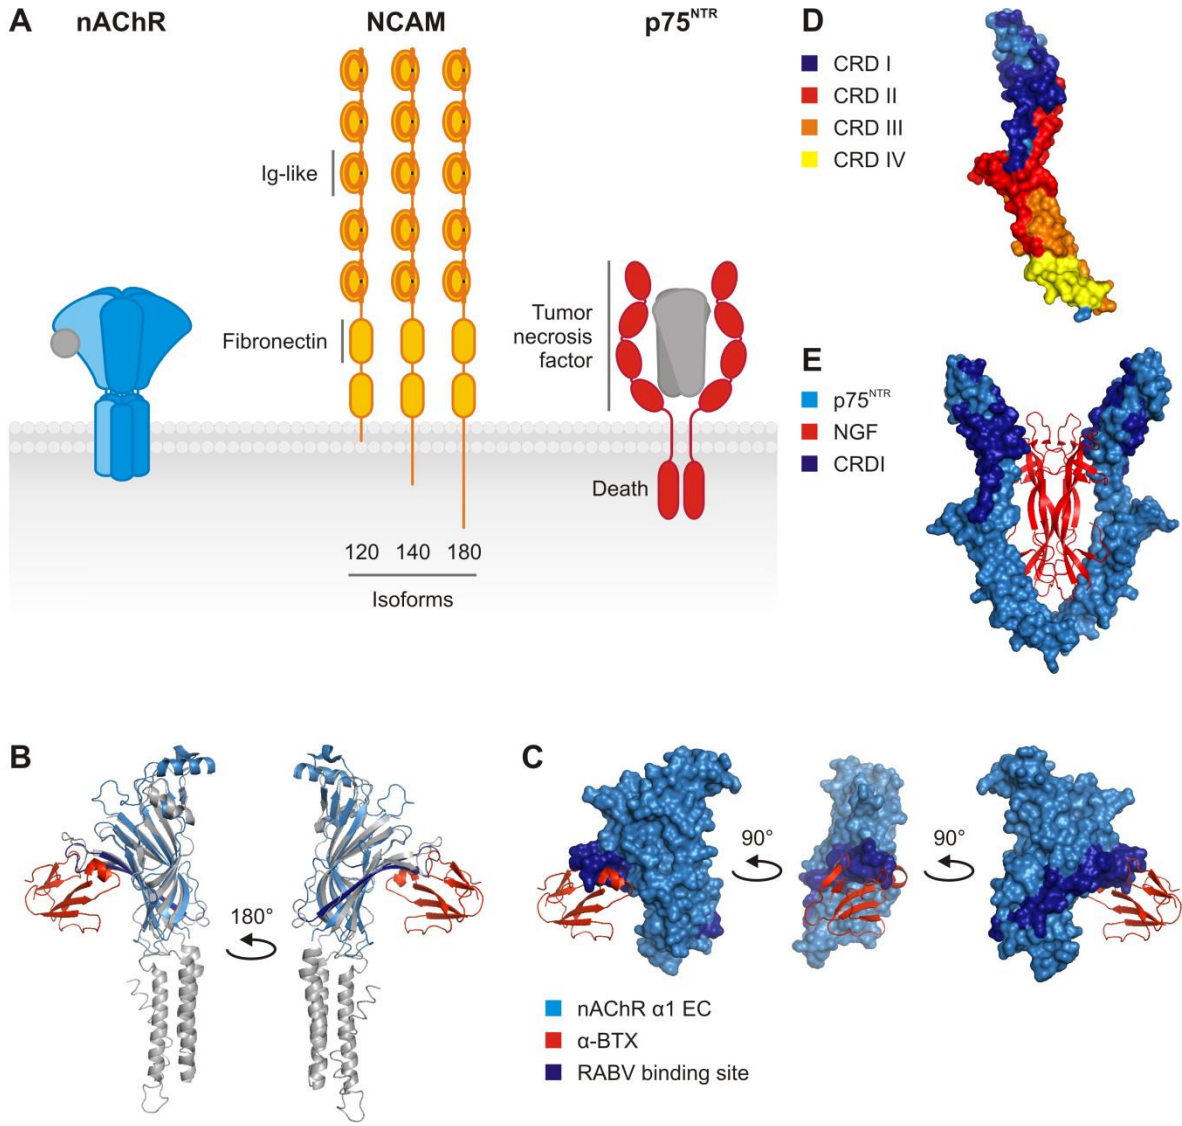 A
nAChR
NCAM
p75NTR
Ig-like
Fibronectin
Tumor
necrosis
factor
Death
120 140 180
Isoforms
D
CRD I
CRD II
CRD III
CRD IV
E
p75NTR
NGF
CRDI
B
180°
C
90°
90°
nAChR α1 EC
α-BTX
RABV binding site